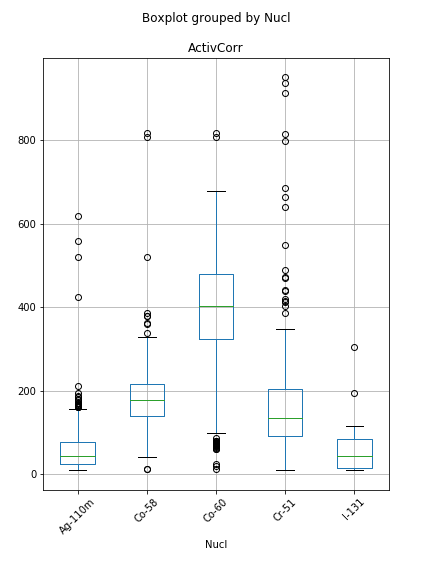 Boxplot grouped by Nucl
ActivCorr
800
600
400
200
0
Ag-110m
Co-58
Co-60
Cr-51
I-131
Nucl